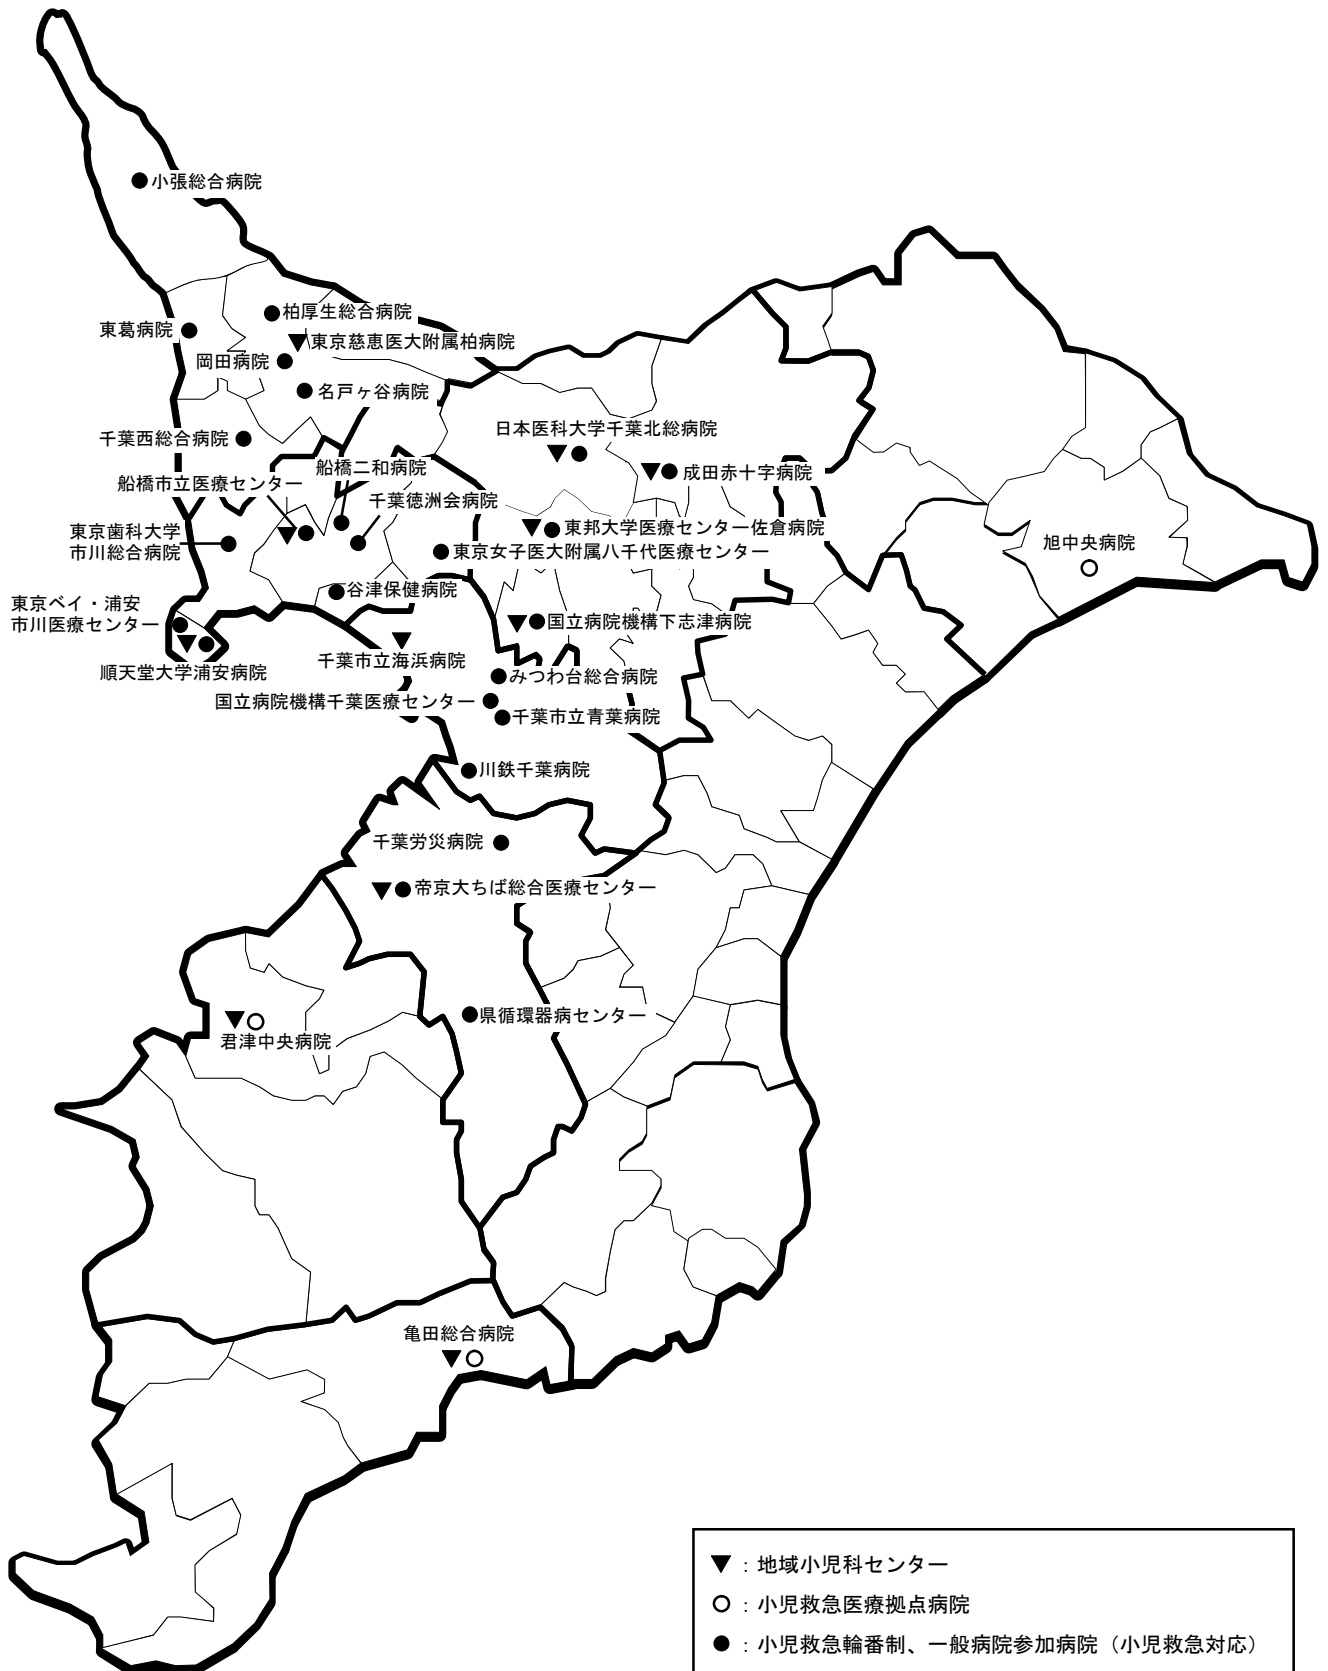 小張総合病院
柏厚生総合病院
東葛病院
東京慈恵医大附属柏病院
岡田病院
名戸ヶ谷病院
日本医科大学千葉北総病院
千葉西総合病院
船橋二和病院
成田赤十字病院
船橋市立医療センター
千葉徳洲会病院
東京歯科大学
市川総合病院
東邦大学医療センター佐倉病院
東京女子医大附属八千代医療センター
旭中央病院
谷津保健病院
東京ベイ・浦安
市川医療センター
国立病院機構下志津病院
千葉市立海浜病院
順天堂大学浦安病院
みつわ台総合病院
国立病院機構千葉医療センター
千葉市立青葉病院
川鉄千葉病院
千葉労災病院
帝京大ちば総合医療センター
県循環器病センター
君津中央病院
亀田総合病院
▼：地域小児科センター
○：小児救急医療拠点病院
●：小児救急輪番制、一般病院参加病院（小児救急対応）